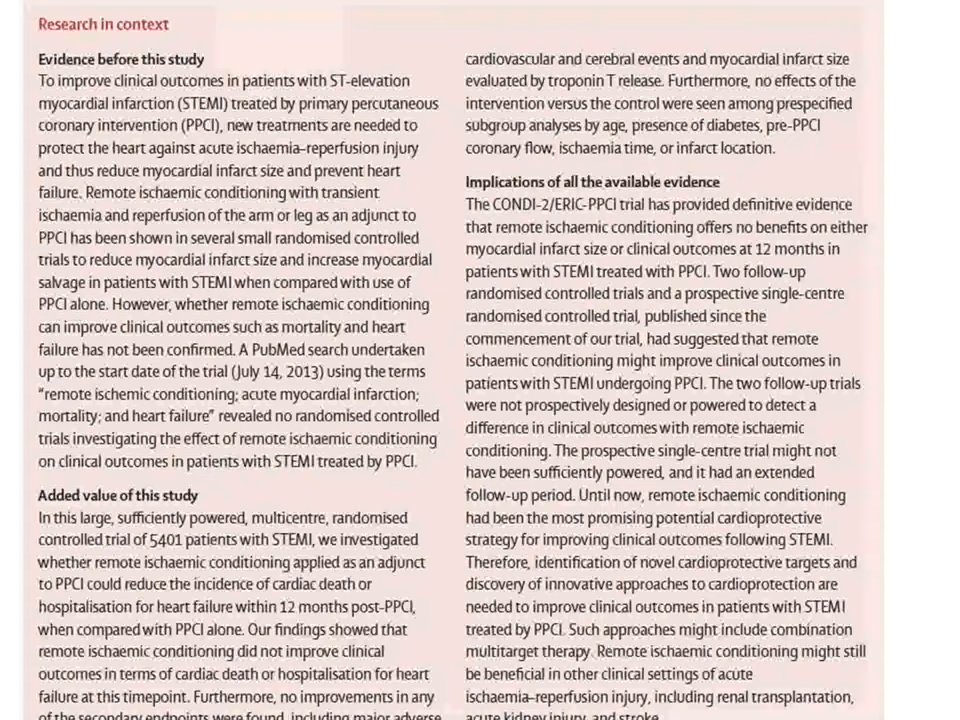 Research in context
Evidence before this study
To improve clinical outcomes in patients with ST-elevation
myocardial infarction (STEMI) treated by primary percutaneous
coronary intervention (PPCI), new treatments are needed to
protect the heart against acute ischaemia–reperfusion injury
and thus reduce myocardial infarct size and prevent heart
failure. Remote ischaemic conditioning with transient
ischaemia and reperfusion of the arm or leg as an adjunct to
PPCI has been shown in several small randomised controlled
trials to reduce myocardial infarct size and increase myocardial
salvage in patients with STEMI when compared with use of
PPCI alone. However, whether remote ischaemic conditioning
can improve clinical outcomes such as mortality and heart
failure has not been confirmed. A PubMed search undertaken
up to the start date of the trial (July 14, 2013) using the terms
“remote ischemic conditioning; acute myocardial infarction;
mortality; and heart failure” revealed no randomised controlled
trials investigating the effect of remote ischaemic conditioning
on clinical outcomes in patients with STEMI treated by PPCI.
Added value of this study
In this large, sufficiently powered, multicentre, randomised
controlled trial of 5401 patients with STEMI, we investigated
whether remote ischaemic conditioning applied as an adjunct
to PPCI could reduce the incidence of cardiac death or
hospitalisation for heart failure within 12 months post-PPCI,
when compared with PPCI alone. Our findings showed that
remote ischaemic conditioning did not improve clinical
outcomes in terms of cardiac death or hospitalisation for heart
failure at this timepoint. Furthermore, no improvements in any
of the secondary endpoints were found, including major adverse
cardiovascular and cerebral events and myocardial infarct size
evaluated by troponin T release. Furthermore, no effects of the
intervention versus the control were seen among prespecified
subgroup analyses by age, presence of diabetes, pre-PPCI
coronary flow, ischaemia time, or infarct location.
Implications of all the available evidence
The CONDI-2/ERIC-PPCI trial has provided definitive evidence
that remote ischaemic conditioning offers no benefits on either
myocardial infarct size or clinical outcomes at 12 months in
patients with STEMI treated with PPCI. Two follow-up
randomised controlled trials and a prospective single-centre
randomised controlled trial, published since the
commencement of our trial, had suggested that remote
ischaemic conditioning might improve clinical outcomes in
patients with STEMI undergoing PPCI. The two follow-up trials
were not prospectively designed or powered to detect a
difference in clinical outcomes with remote ischaemic
conditioning. The prospective single-centre trial might not
have been sufficiently powered, and it had an extended
follow-up period. Until now, remote ischaemic conditioning
had been the most promising potential cardioprotective
strategy for improving clinical outcomes following STEMI.
Therefore, identification of novel cardioprotective targets and
discovery of innovative approaches to cardioprotection are
needed to improve clinical outcomes in patients with STEMI
treated by PPCI. Such approaches might include combination
multitarget therapy. Remote ischaemic conditioning might still
be beneficial in other clinical settings of acute
ischaemia–reperfusion injury, including renal transplantation,
acute kidney injury, and stroke.